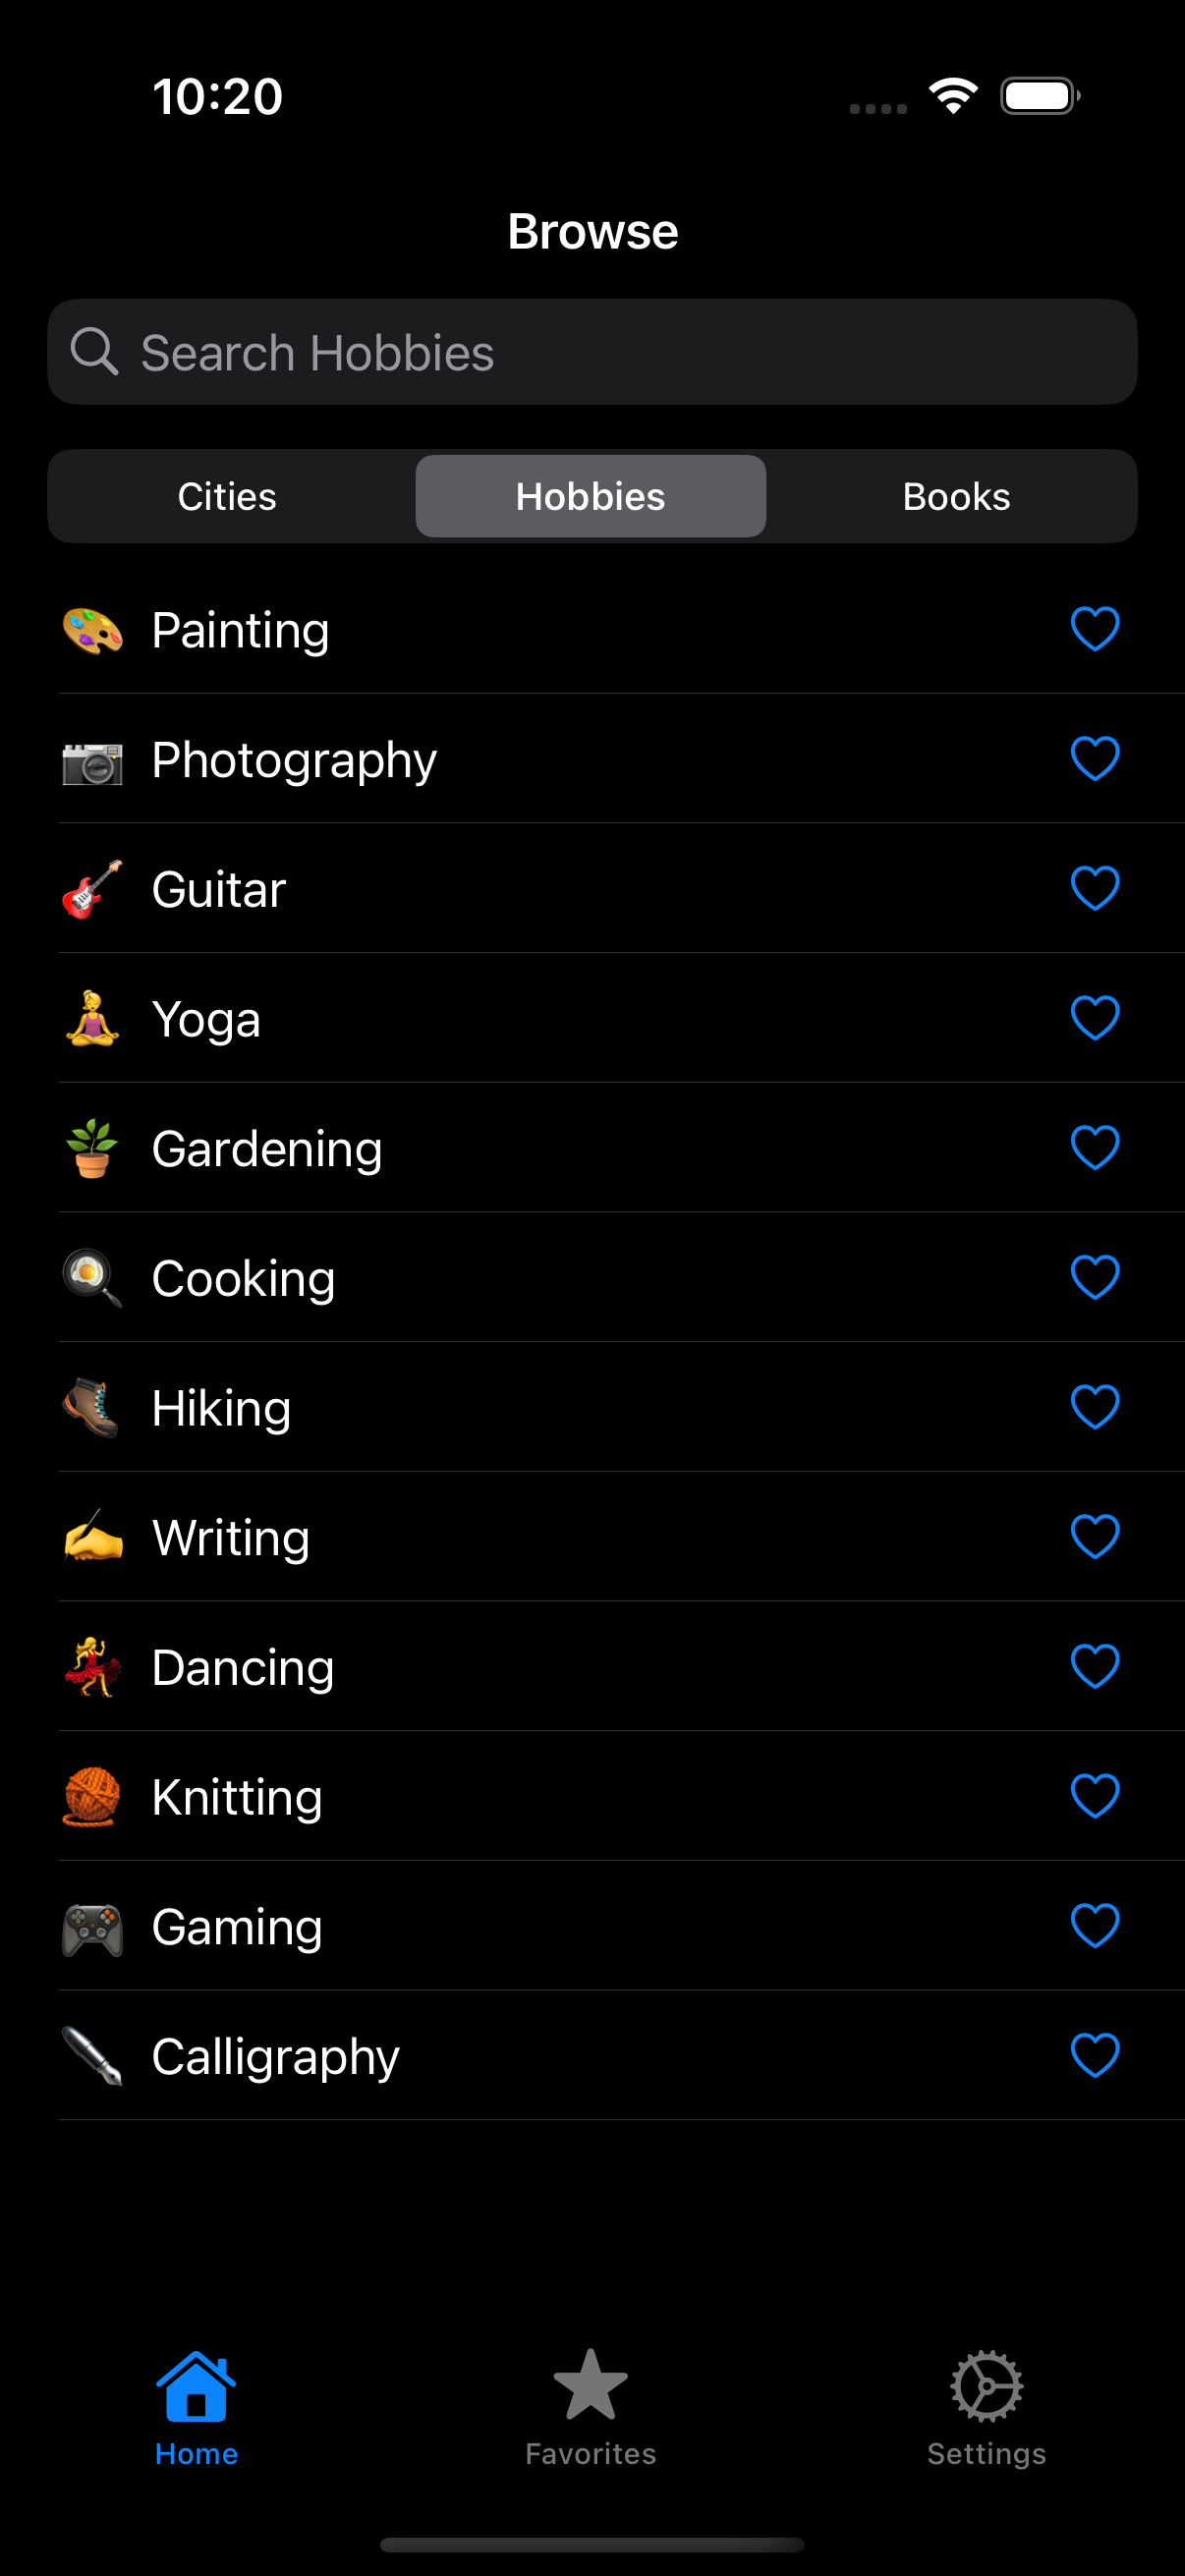 10:20
Browse
Search Hobbies
Cities Hobbies Books
Painting
Photography
Guitar
Yoga
Gardening
Cooking
Hiking
Writing
Dancing
Knitting
Gaming
Calligraphy
Home Favorites Settings